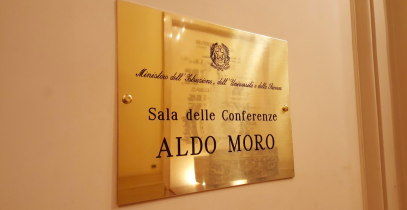 Ministero dell'Istruzione, dell'Università e della Ricerca
Sala delle Conferenze
ALDO MORO